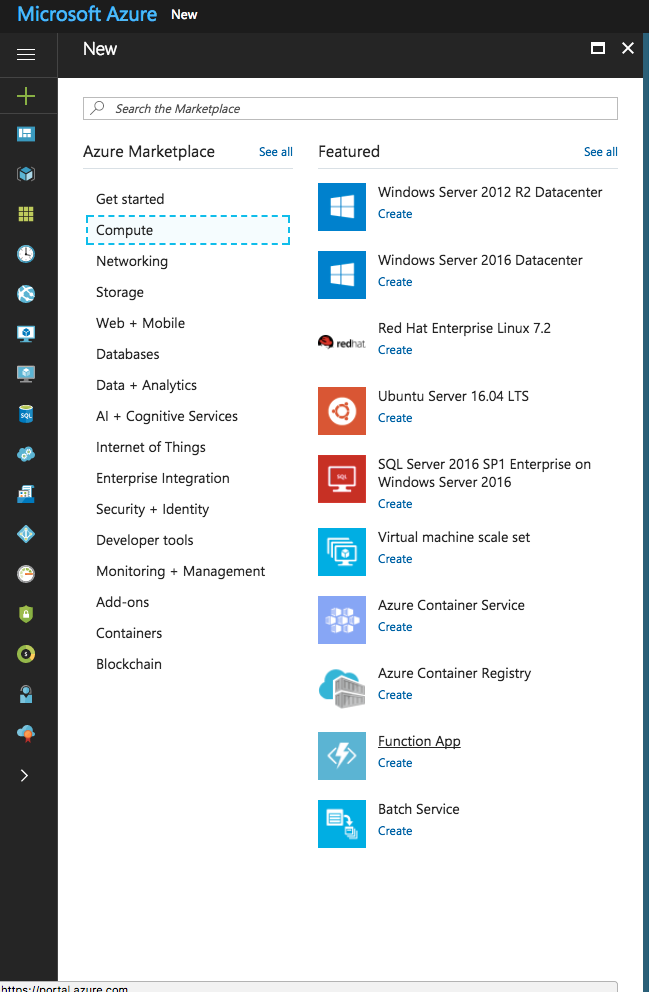 Microsoft Azure New
New
Search the Marketplace
Azure Marketplace See all
Get started
Compute
Networking
Storage
Web + Mobile
Databases
Data + Analytics
AI + Cognitive Services
Internet of Things
Enterprise Integration
Security + Identity
Developer tools
Monitoring + Management
Add-ons
Containers
Blockchain
Featured See all
Windows Server 2012 R2 Datacenter
Create
Windows Server 2016 Datacenter
Create
redhat
Red Hat Enterprise Linux 7.2
Create
Ubuntu Server 16.04 LTS
Create
SQL
SQL Server 2016 SP1 Enterprise on
Windows Server 2016
Create
Virtual machine scale set
Create
Azure Container Service
Create
Azure Container Registry
Create
Function App
Create
Batch Service
Create
SQL
https://portal.azure.com